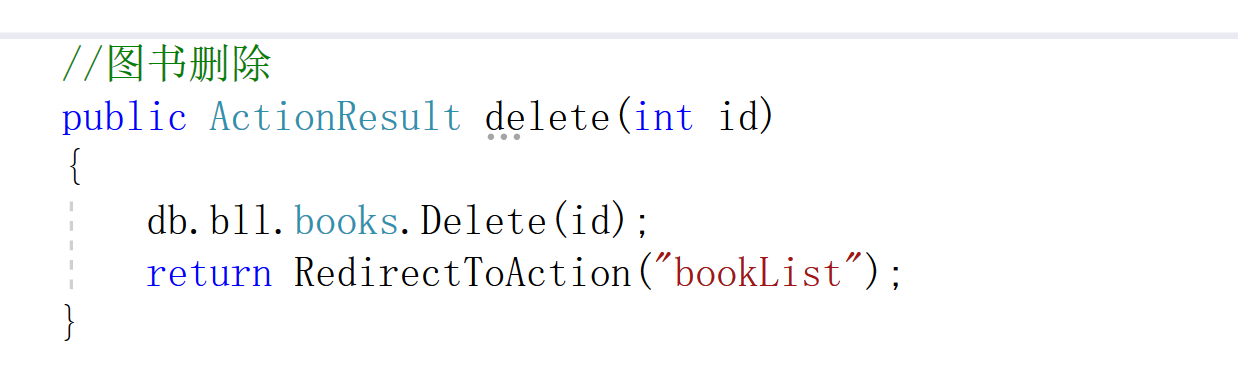 //图书删除
public ActionResult delete(int id)
{
db.bll.books.Delete(id);
return RedirectToAction("bookList");
}